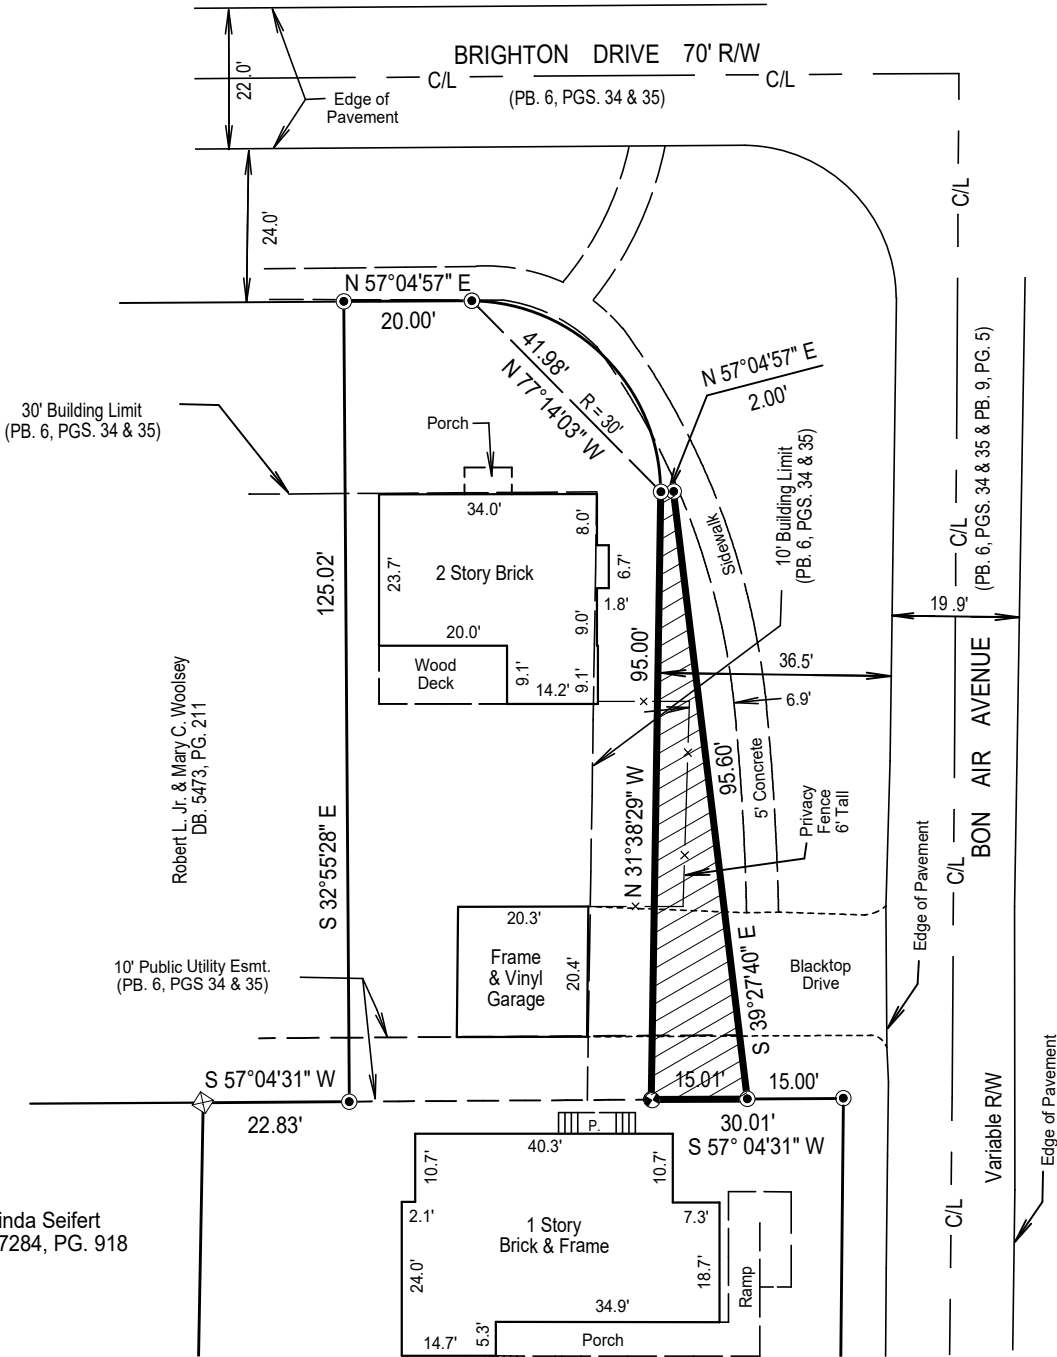 BRIGHTON DRIVE 70' R/W
C/L
C/L
(PB. 6, PGS. 34 & 35)
22.0'
Edge of
Pavement
24.0'
C/L
N 57°04'57" E
20.00'
41.98'
N 77°14'03" W
R = 30'
N 57°04'57" E
2.00'
30' Building Limit
(PB. 6, PGS. 34 & 35)
Porch
10' Building Limit
(PB. 6, PGS. 34 & 35)
C/L
(PB. 6, PGS. 34 & 35 & PB. 9, PG. 5)
34.0'
8.0'
23.7'
2 Story Brick
6.7'
1.8'
9.0'
20.0'
Wood
Deck
9.1'
14.2'
9.1'
125.02'
S 32°55'28" E
95.00'
N 31°38'29" W
Sidewalk
19.9'
36.5'
6.9'
95.60'
S 39°27'40" E
5' Concrete
Privacy
Fence
6' Tall
BON AIR AVENUE
C/L
Edge of Pavement
Robert L. Jr. & Mary C. Woolsey
DB. 5473, PG. 211
20.3'
Frame
& Vinyl
Garage
20.4'
Blacktop
Drive
10' Public Utility Esmt.
(PB. 6, PGS 34 & 35)
S 57°04'31" W
22.83'
15.01'
15.00'
30.01'
S 57° 04'31" W
Variable R/W
Edge of Pavement
C/L
P.
40.3'
10.7'
10.7'
2.1'
7.3'
1 Story
Brick & Frame
24.0'
18.7'
Ramp
34.9'
14.7'
5.3'
Porch
inda Seifert
7284, PG. 918